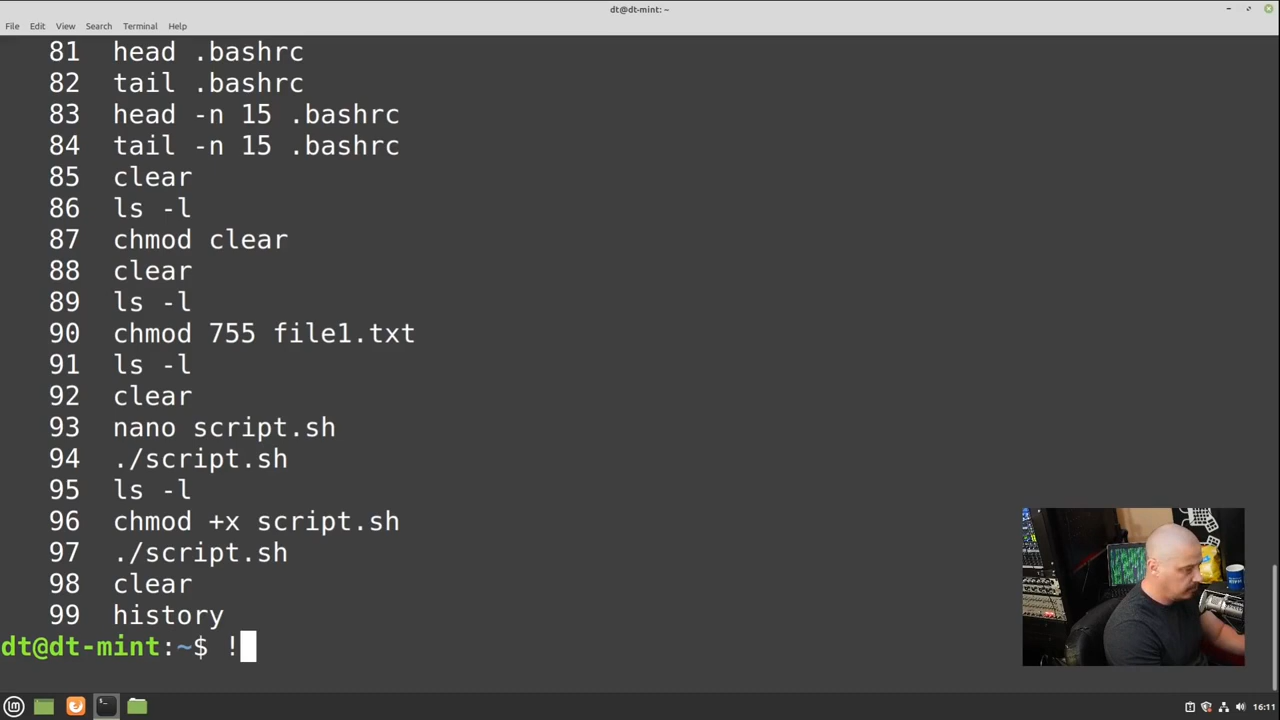 dt@dt-mint: ~
File Edit View Search Terminal Help
81 head .bashrc
82 tail .bashrc
83 head -n 15 .bashrc
84 tail -n 15 .bashrc
85 clear
86 ls -l
87 chmod clear
88 clear
89 ls -l
90 chmod 755 file1.txt
91 ls -l
92 clear
93 nano script.sh
94 ./script.sh
95 ls -l
96 chmod +x script.sh
97 ./script.sh
98 clear
99 history
dt@dt-mint:~$ !
16:11